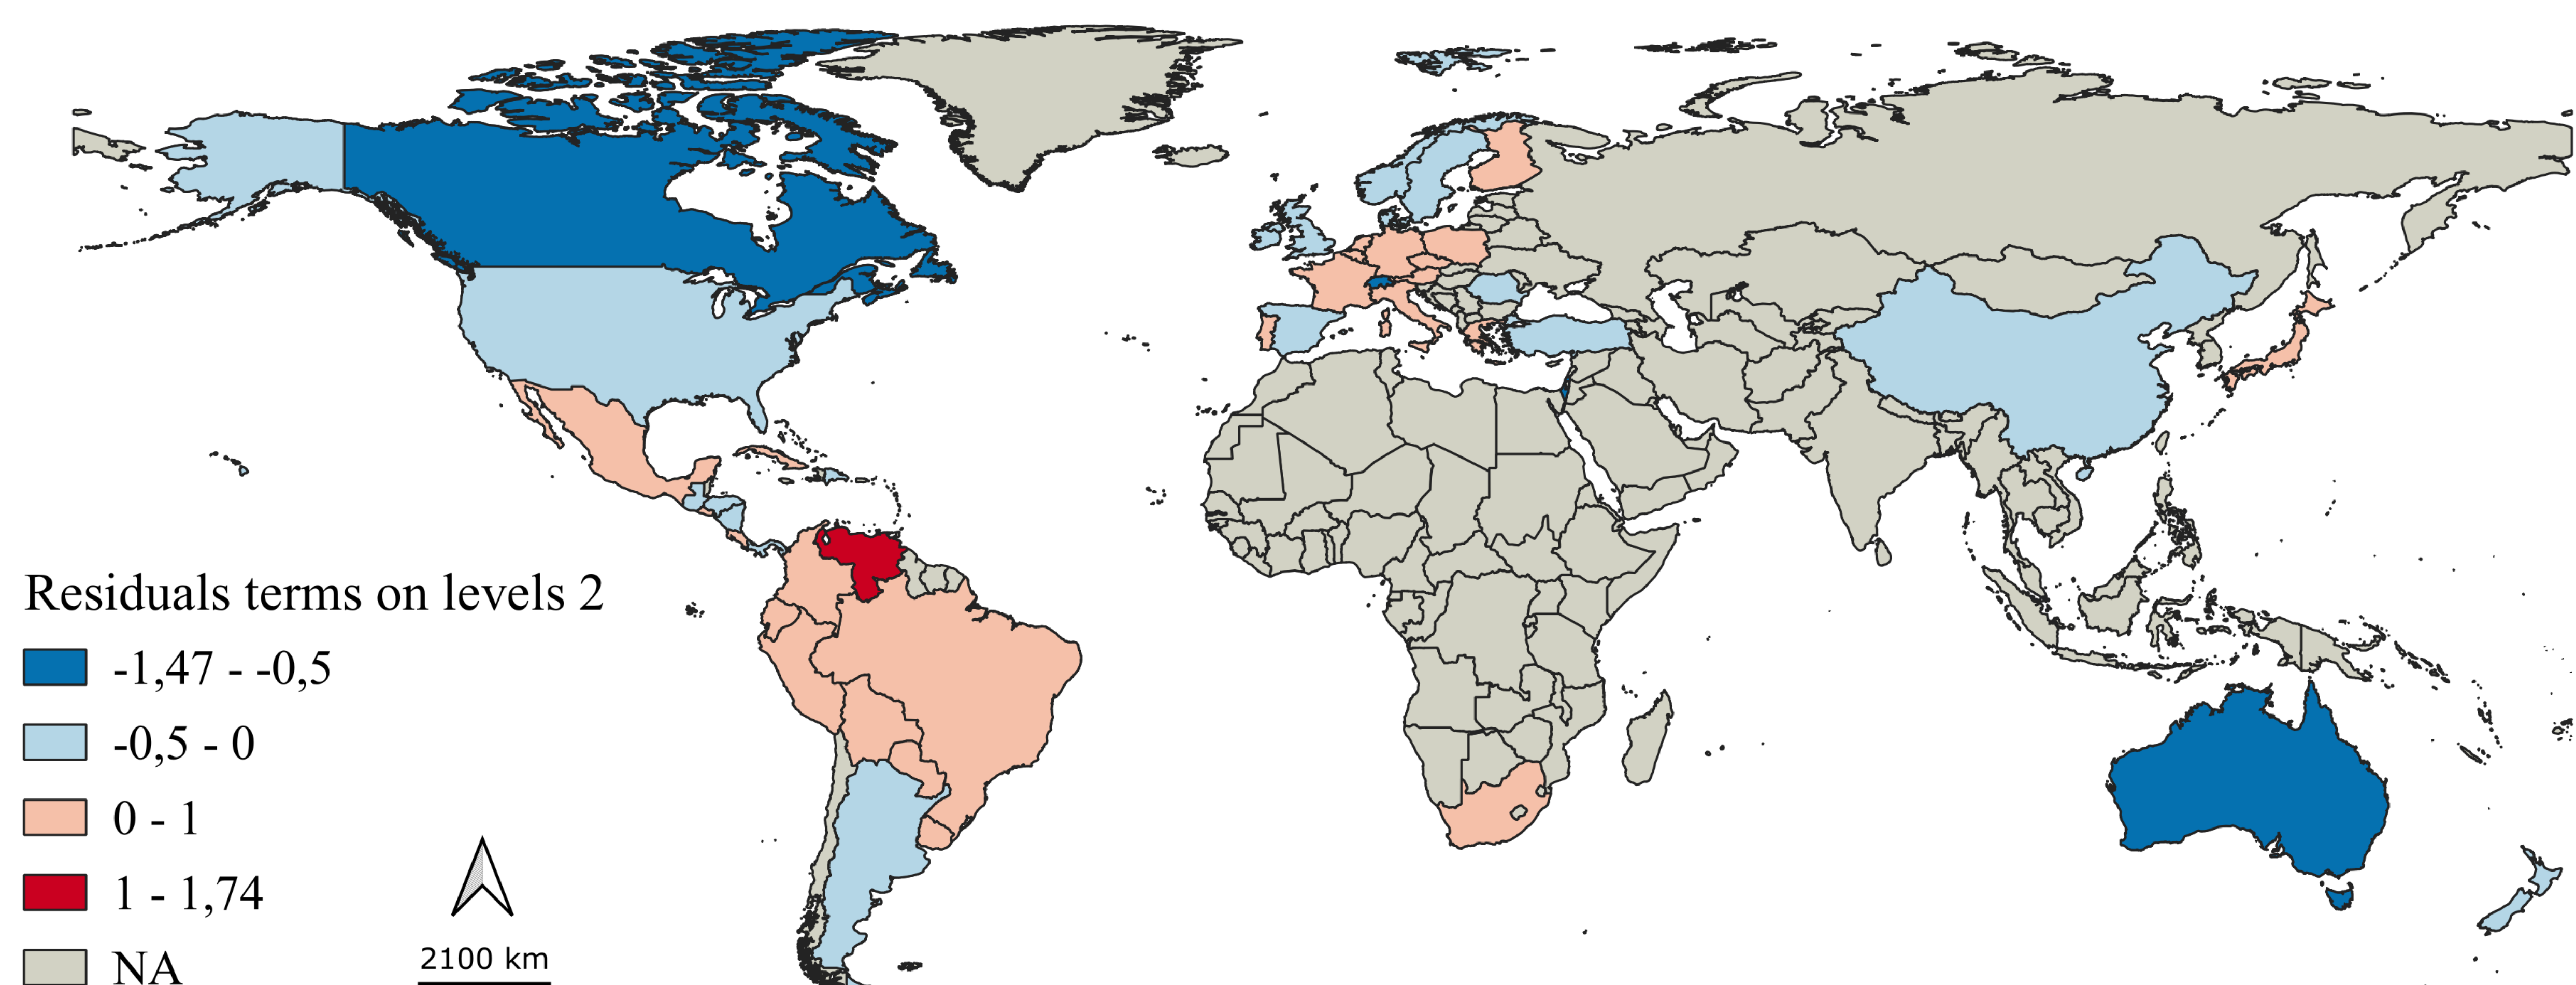 Residuals terms on levels 2
-1,47 - -0,5
-0,5 - 0
0 - 1
1 - 1,74
NA
2100 km